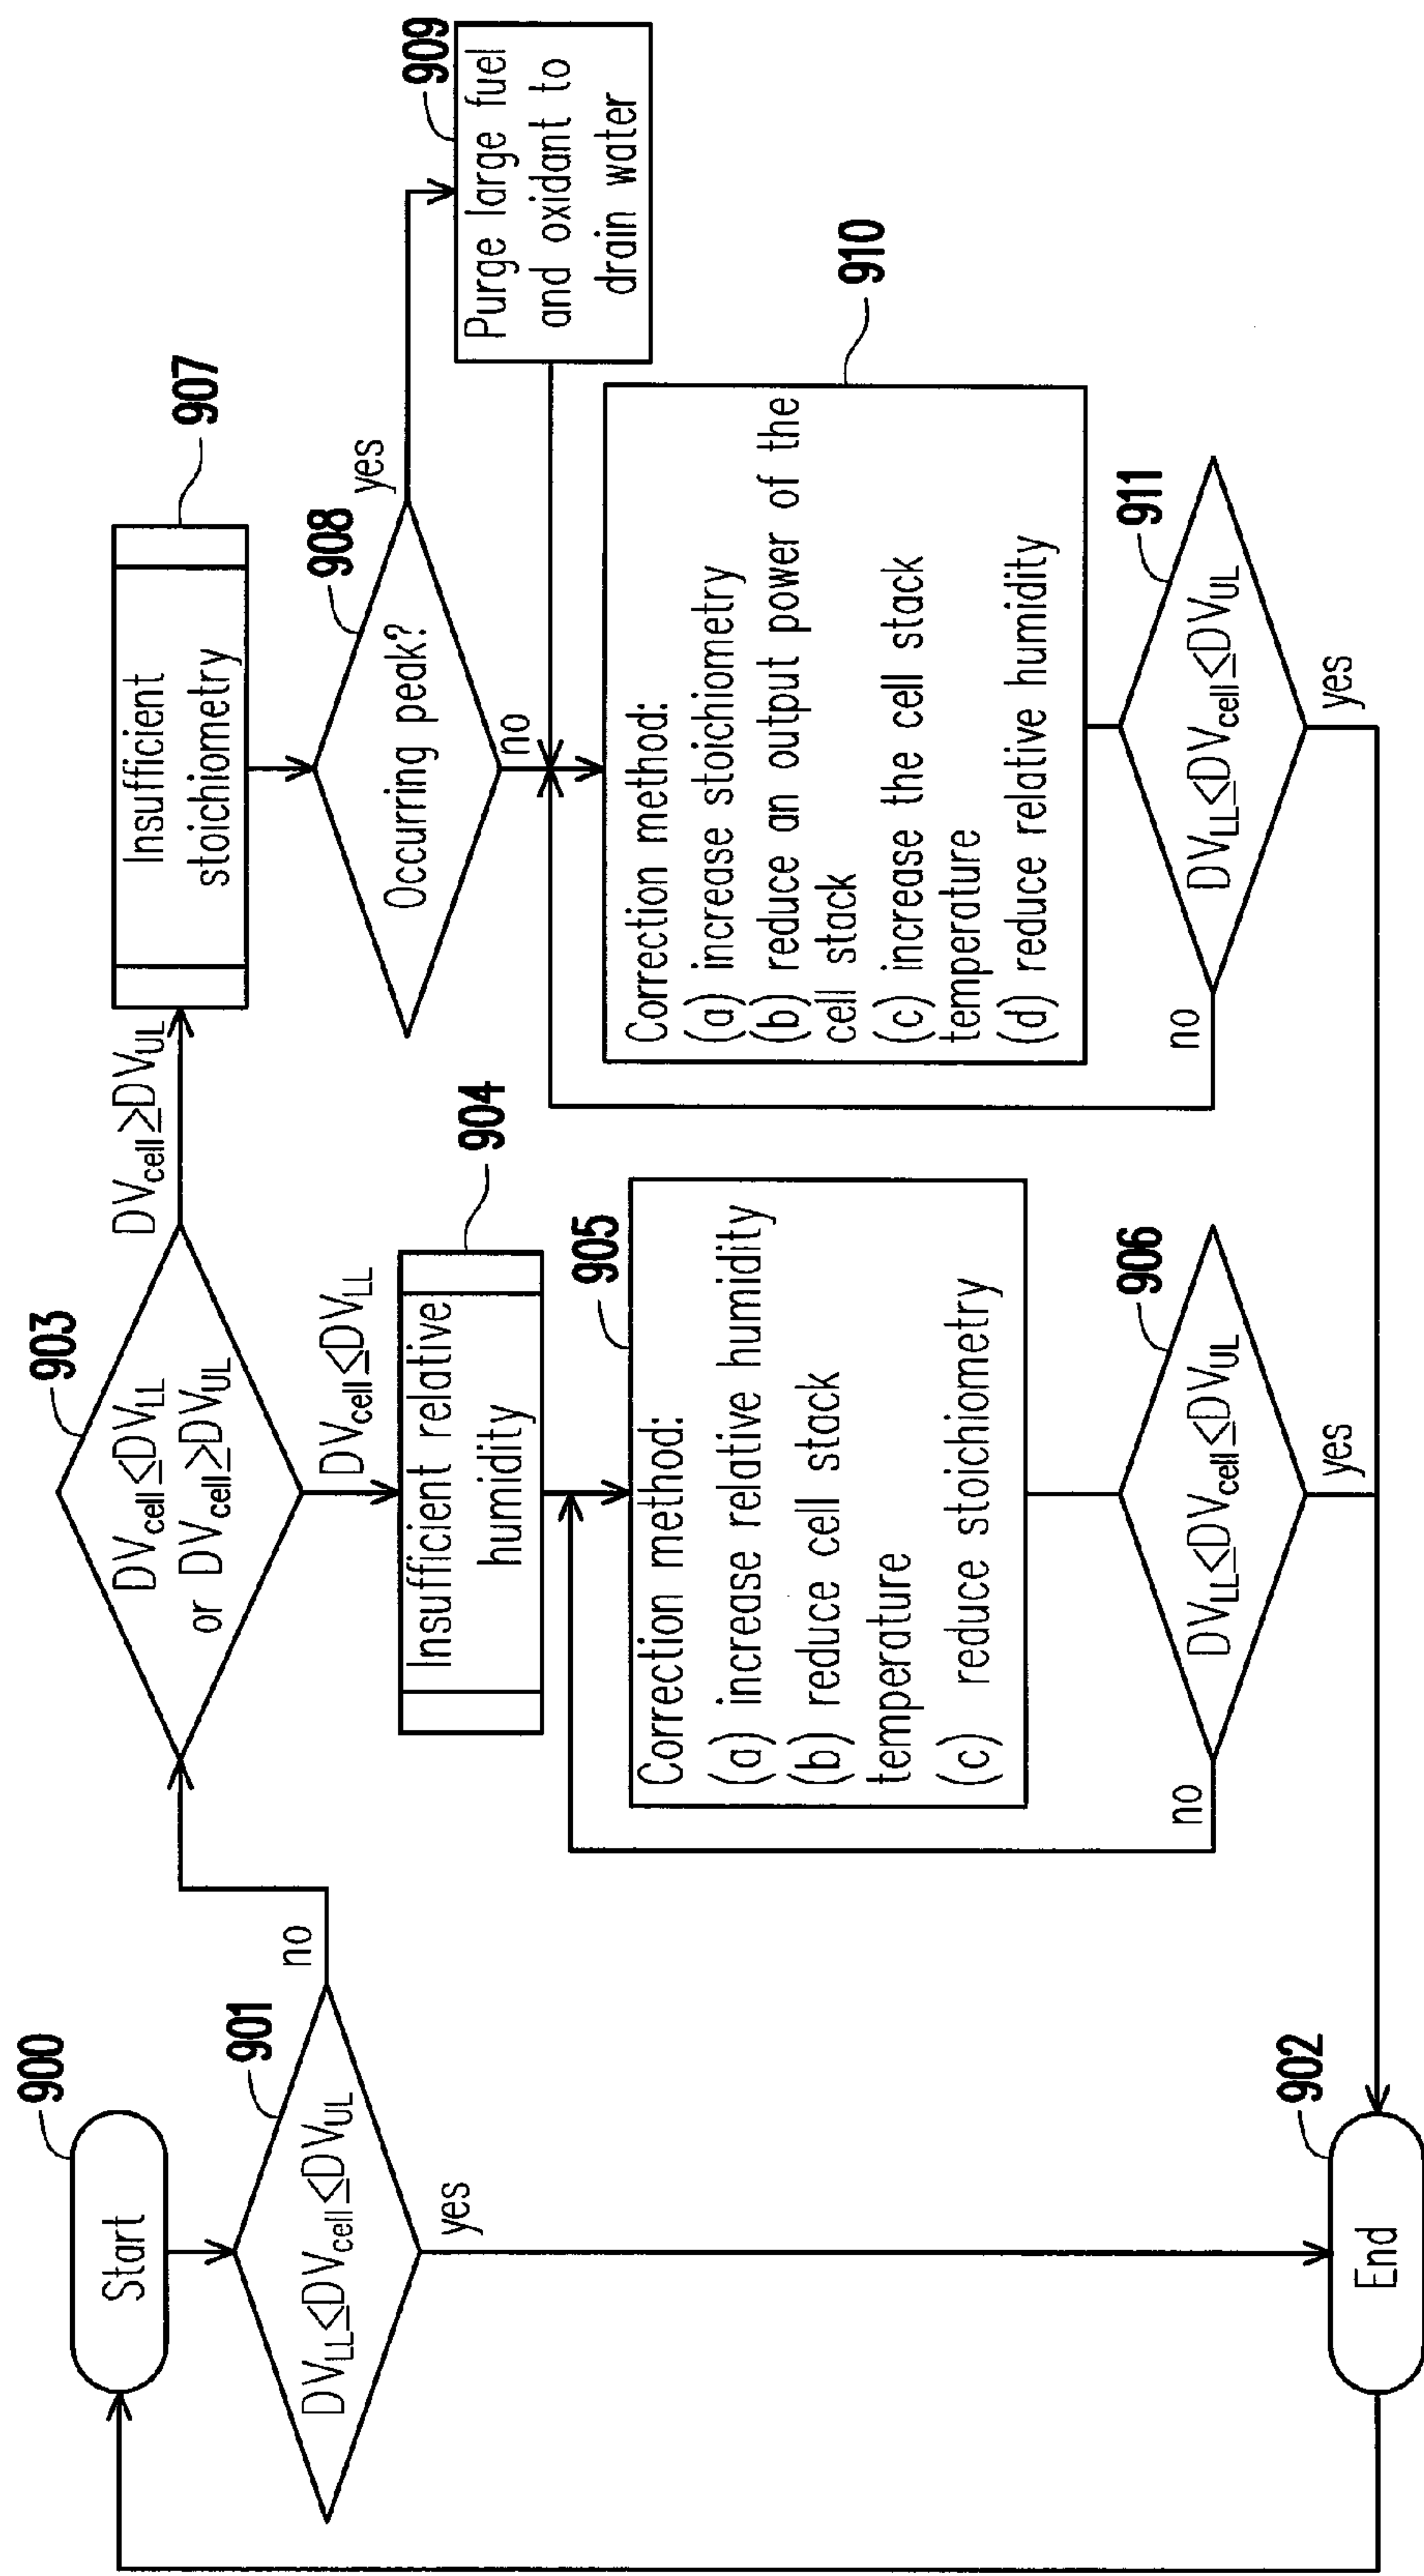 900
Start
901
DV_LL≤DV_cell≤DV_UL
no
yes
902
End
903
DV_cell≤DV_LL
or DV_cell≥DV_UL
DV_cell≥DV_UL
DV_cell≤DV_LL
904
Insufficient relative
humidity
905
Correction method:
(a) increase relative humidity
(b) reduce cell stack
temperature
(c) reduce stoichiometry
906
DV_LL≤DV_cell≤DV_UL
no
yes
907
Insufficient
stoichiometry
908
Occurring peak?
yes
no
909
Purge large fuel
and oxidant to
drain water
910
Correction method:
(a) increase stoichiometry
(b) reduce an output power of the
cell stack
(c) increase the cell stack
temperature
(d) reduce relative humidity
911
DV_LL≤DV_cell≤DV_UL
no
yes